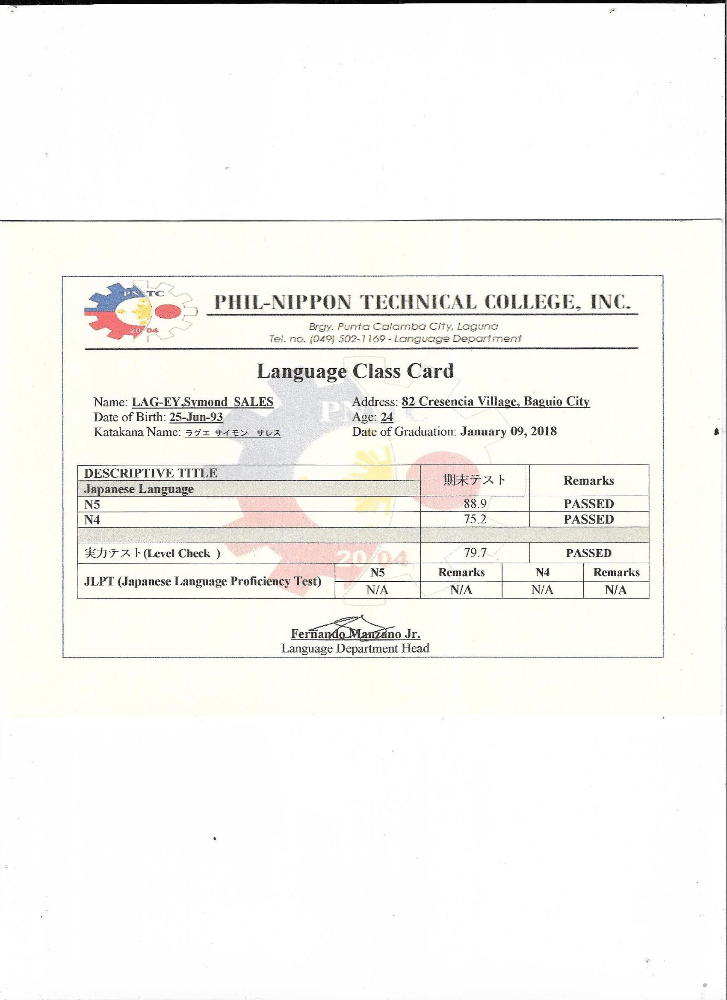 PNTC
2004
PHIL-NIPPON TECHNICAL COLLEGE, INC.
Brgy. Punta Calamba City, Laguna
Tel. no. (049) 502-1169 - Language Department
Language Class Card
Name: LAG-EY,Symond SALES Address: 82 Cresencia Village, Baguio City
Date of Birth: 25-Jun-93 Age: 24
Katakana Name: ラグエ サイモン サレス Date of Graduation: January 09, 2018
DESCRIPTIVE TITLE 期末テスト Remarks
Japanese Language
N5 88.9 PASSED
N4 75.2 PASSED
実力テスト(Level Check ) 79.7 PASSED
JLPT (Japanese Language Proficiency Test) N5 Remarks N4 Remarks
N/A N/A N/A N/A
Fernando Manzano Jr.
Language Department Head
PNTC
2004